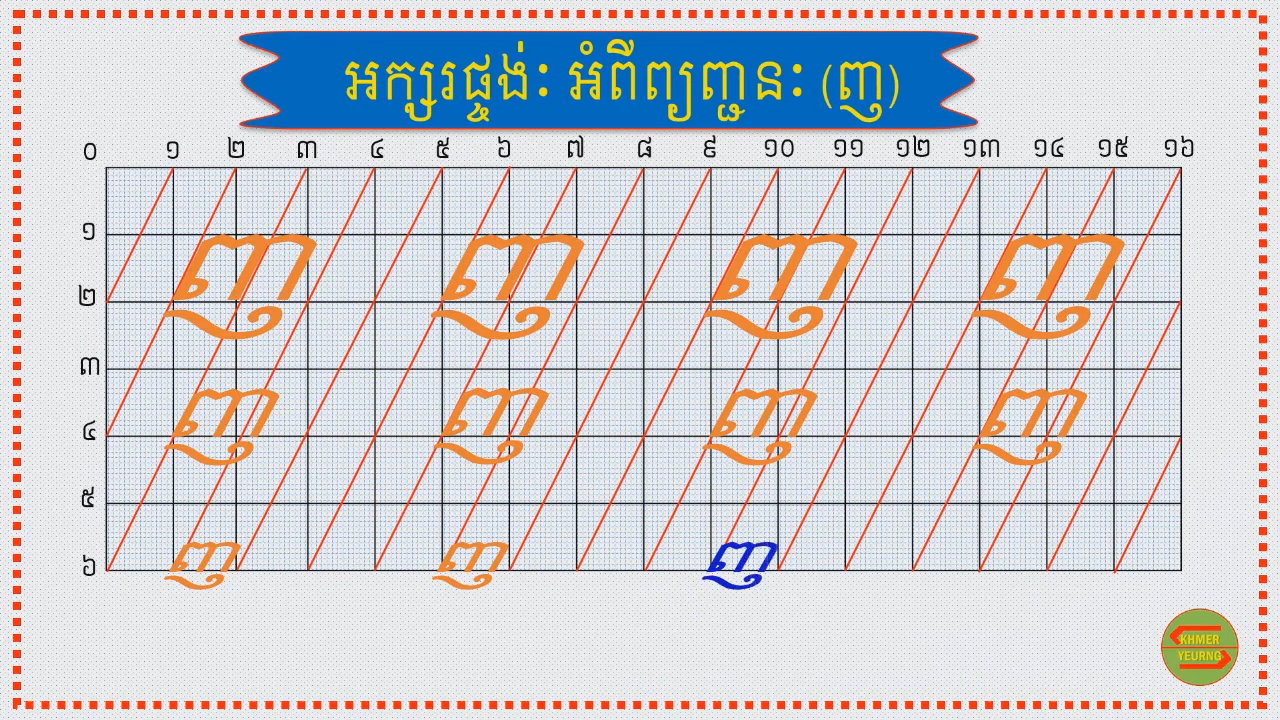 អក្សរផ្ទង់ៈ អំពីព្យញ្ជនៈ (ញ)
០ ១ ២ ៣ ៤ ៥ ៦ ៧ ៨ ៩ ១០ ១១ ១២ ១៣ ១៤ ១៥ ១៦
១
ញ ញ ញ ញ
២
៣
ញ ញ ញ ញ
៤
៥
ញ ញ ញ
៦
KHMER
YEURNG